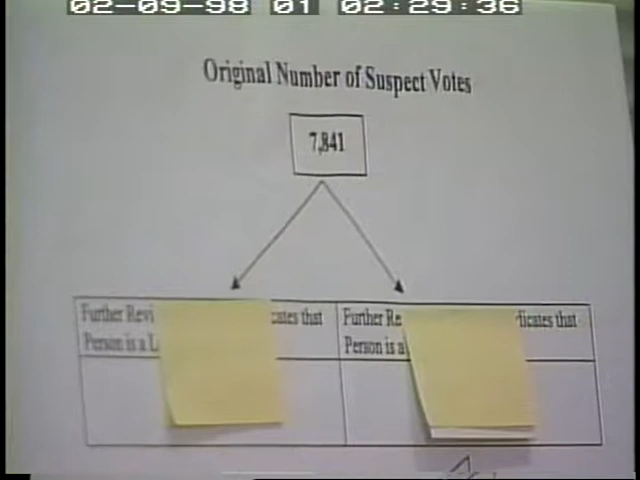 02-09-98 01 02:29:36
Original Number of Suspect Votes
7,841
Further Revi cates that
Person is a L
Further Re dicates that
Person is a